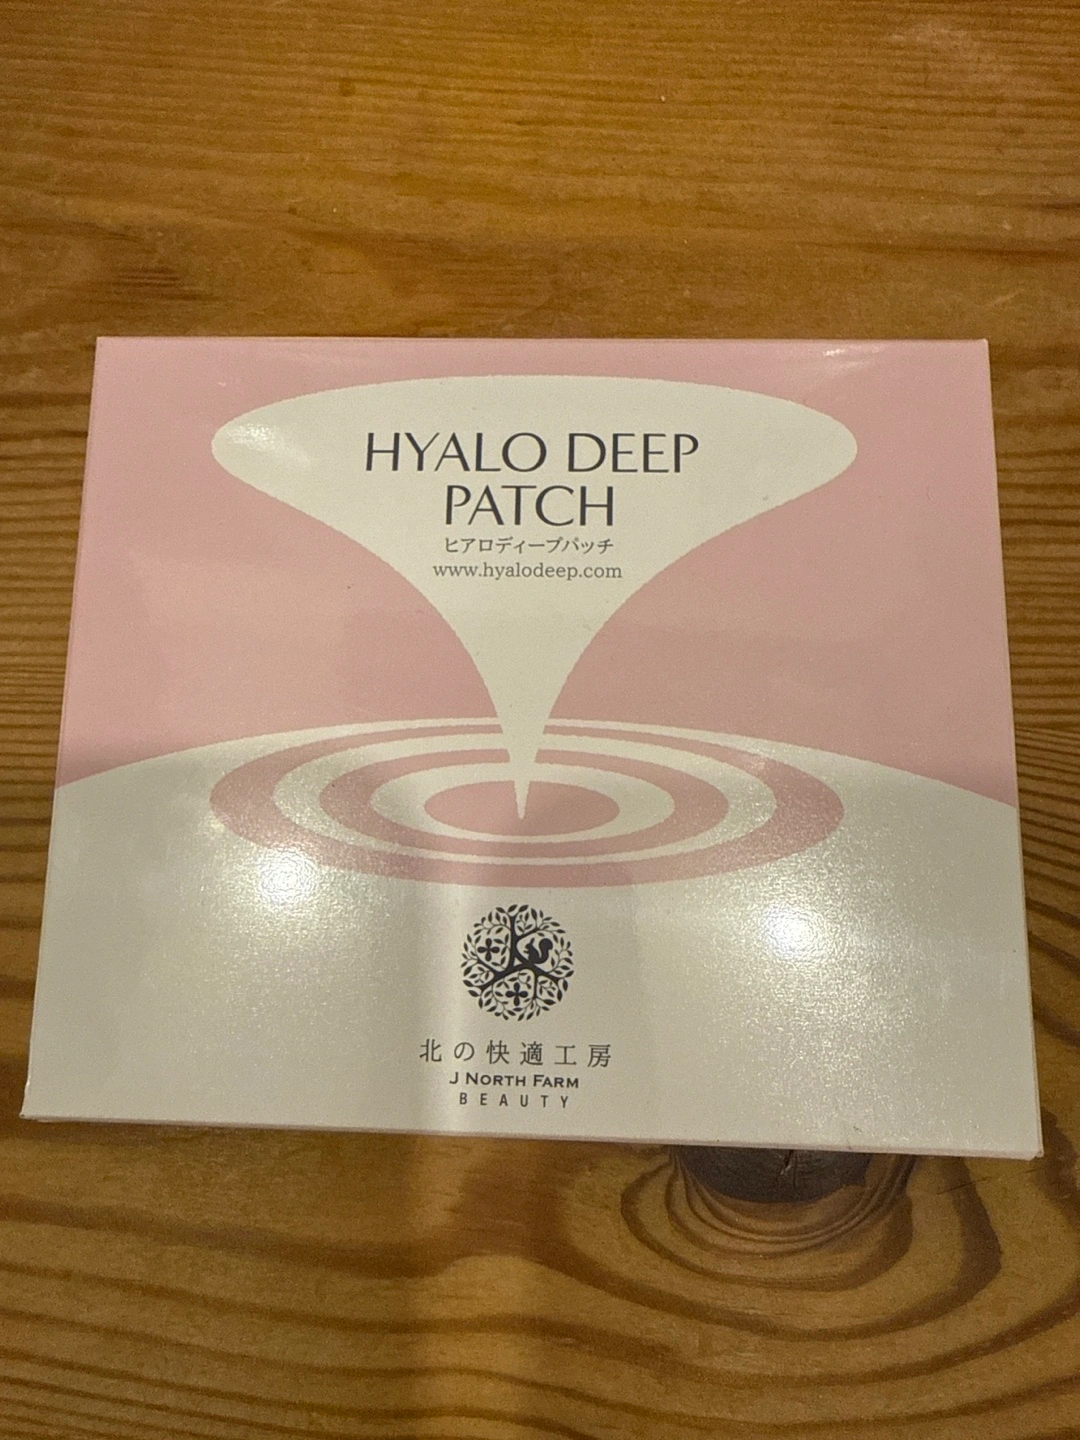 HYALO DEEP
PATCH
ヒアロディープパッチ
www.hyalodeep.com
北の快適工房
J NORTH FARM
BEAUTY